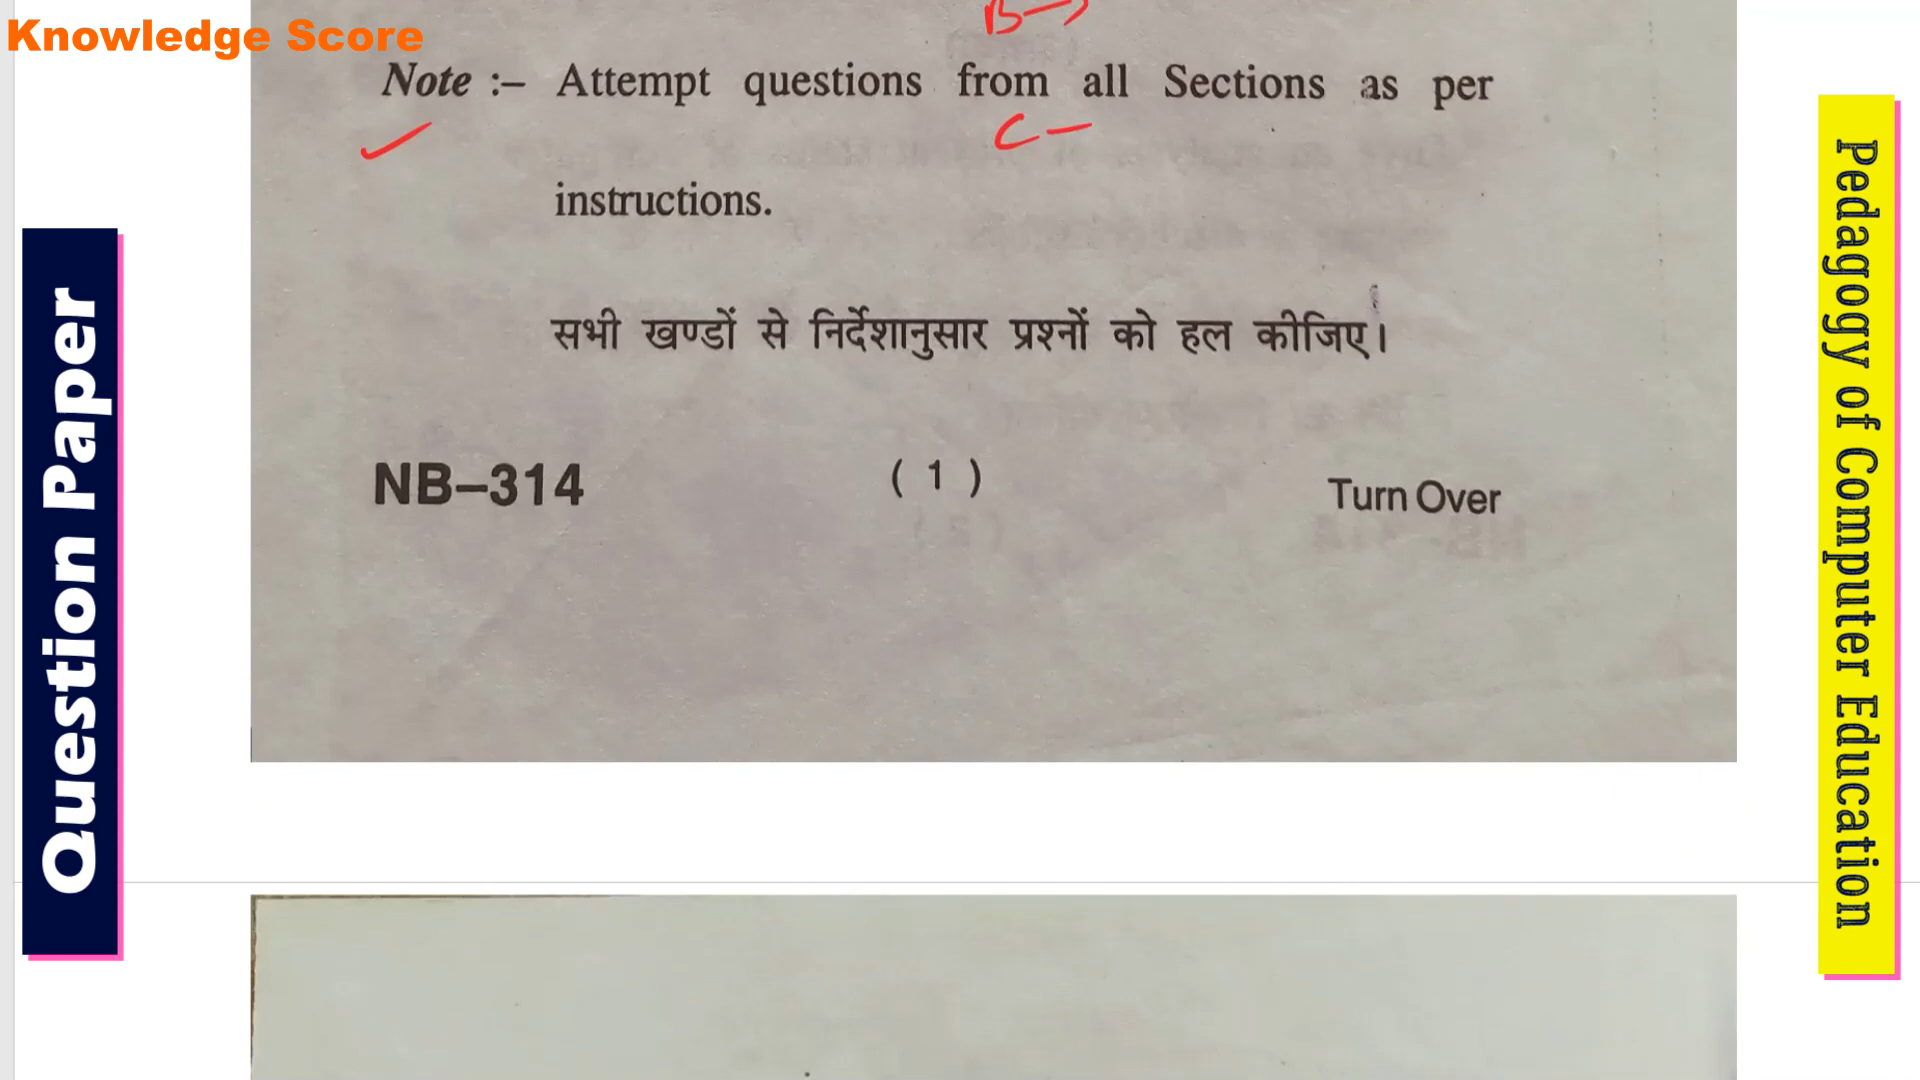 Knowledge Score
B→
Note :– Attempt questions from all Sections as per
C –
instructions.
सभी खण्डों से निर्देशानुसार प्रश्नों को हल कीजिए।
NB–314 ( 1 ) Turn Over
Question Paper
Pedagogy of Computer Education